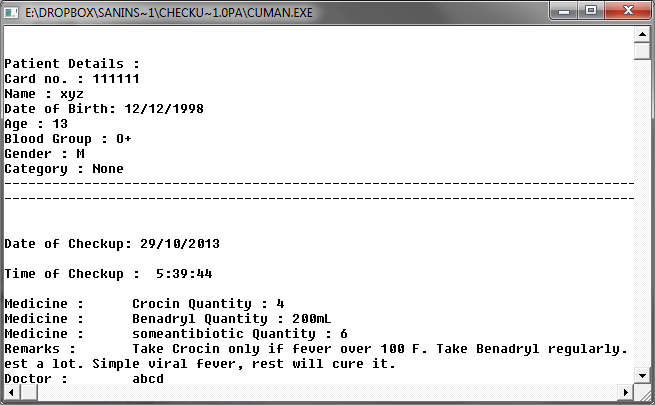 E:\DROPBOX\SANINS~1\CHECKU~1.0PA\CUMAN.EXE
Patient Details :
Card no. : 111111
Name : xyz
Date of Birth: 12/12/1998
Age : 13
Blood Group : O+
Gender : M
Category : None
--------------------------------------------------------------------------------
--------------------------------------------------------------------------------
Date of Checkup: 29/10/2013
Time of Checkup :  5:39:44
Medicine :      Crocin Quantity : 4
Medicine :      Benadryl Quantity : 200mL
Medicine :      someantibiotic Quantity : 6
Remarks :       Take Crocin only if fever over 100 F. Take Benadryl regularly.
est a lot. Simple viral fever, rest will cure it.
Doctor :        abcd